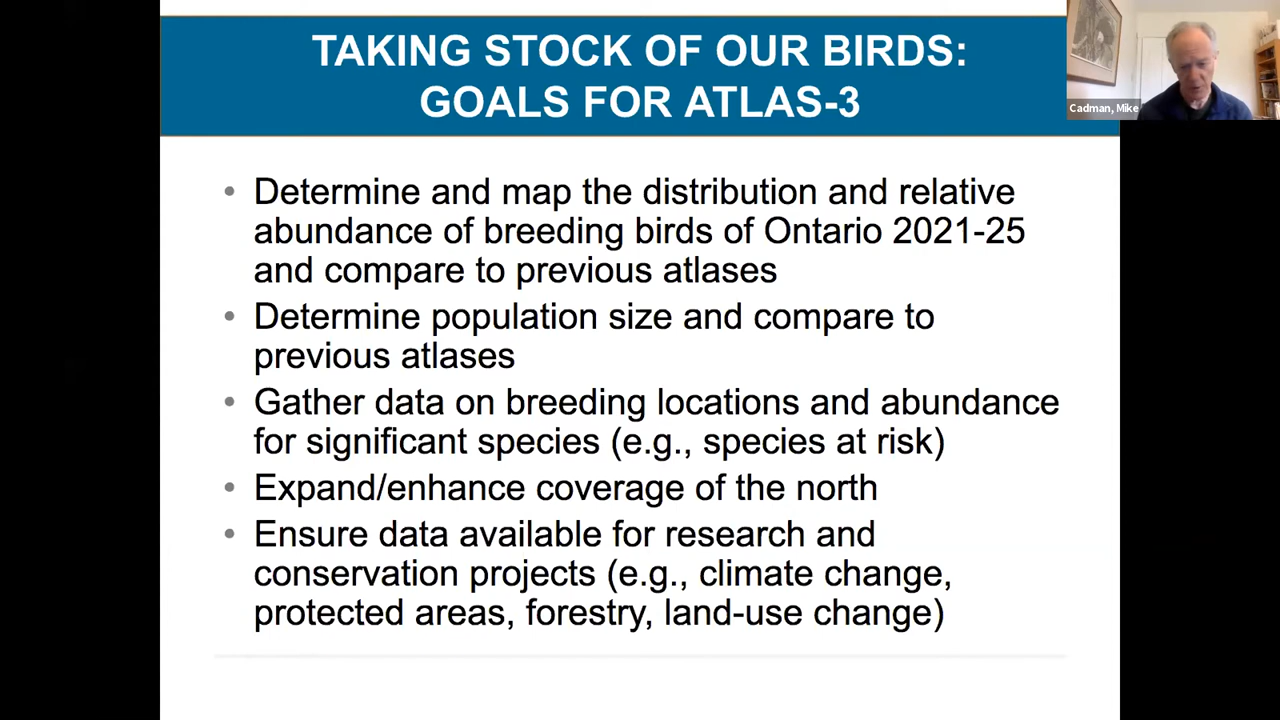 TAKING STOCK OF OUR BIRDS:
GOALS FOR ATLAS-3
Cadman, Mike
• Determine and map the distribution and relative
abundance of breeding birds of Ontario 2021-25
and compare to previous atlases
• Determine population size and compare to
previous atlases
• Gather data on breeding locations and abundance
for significant species (e.g., species at risk)
• Expand/enhance coverage of the north
• Ensure data available for research and
conservation projects (e.g., climate change,
protected areas, forestry, land-use change)